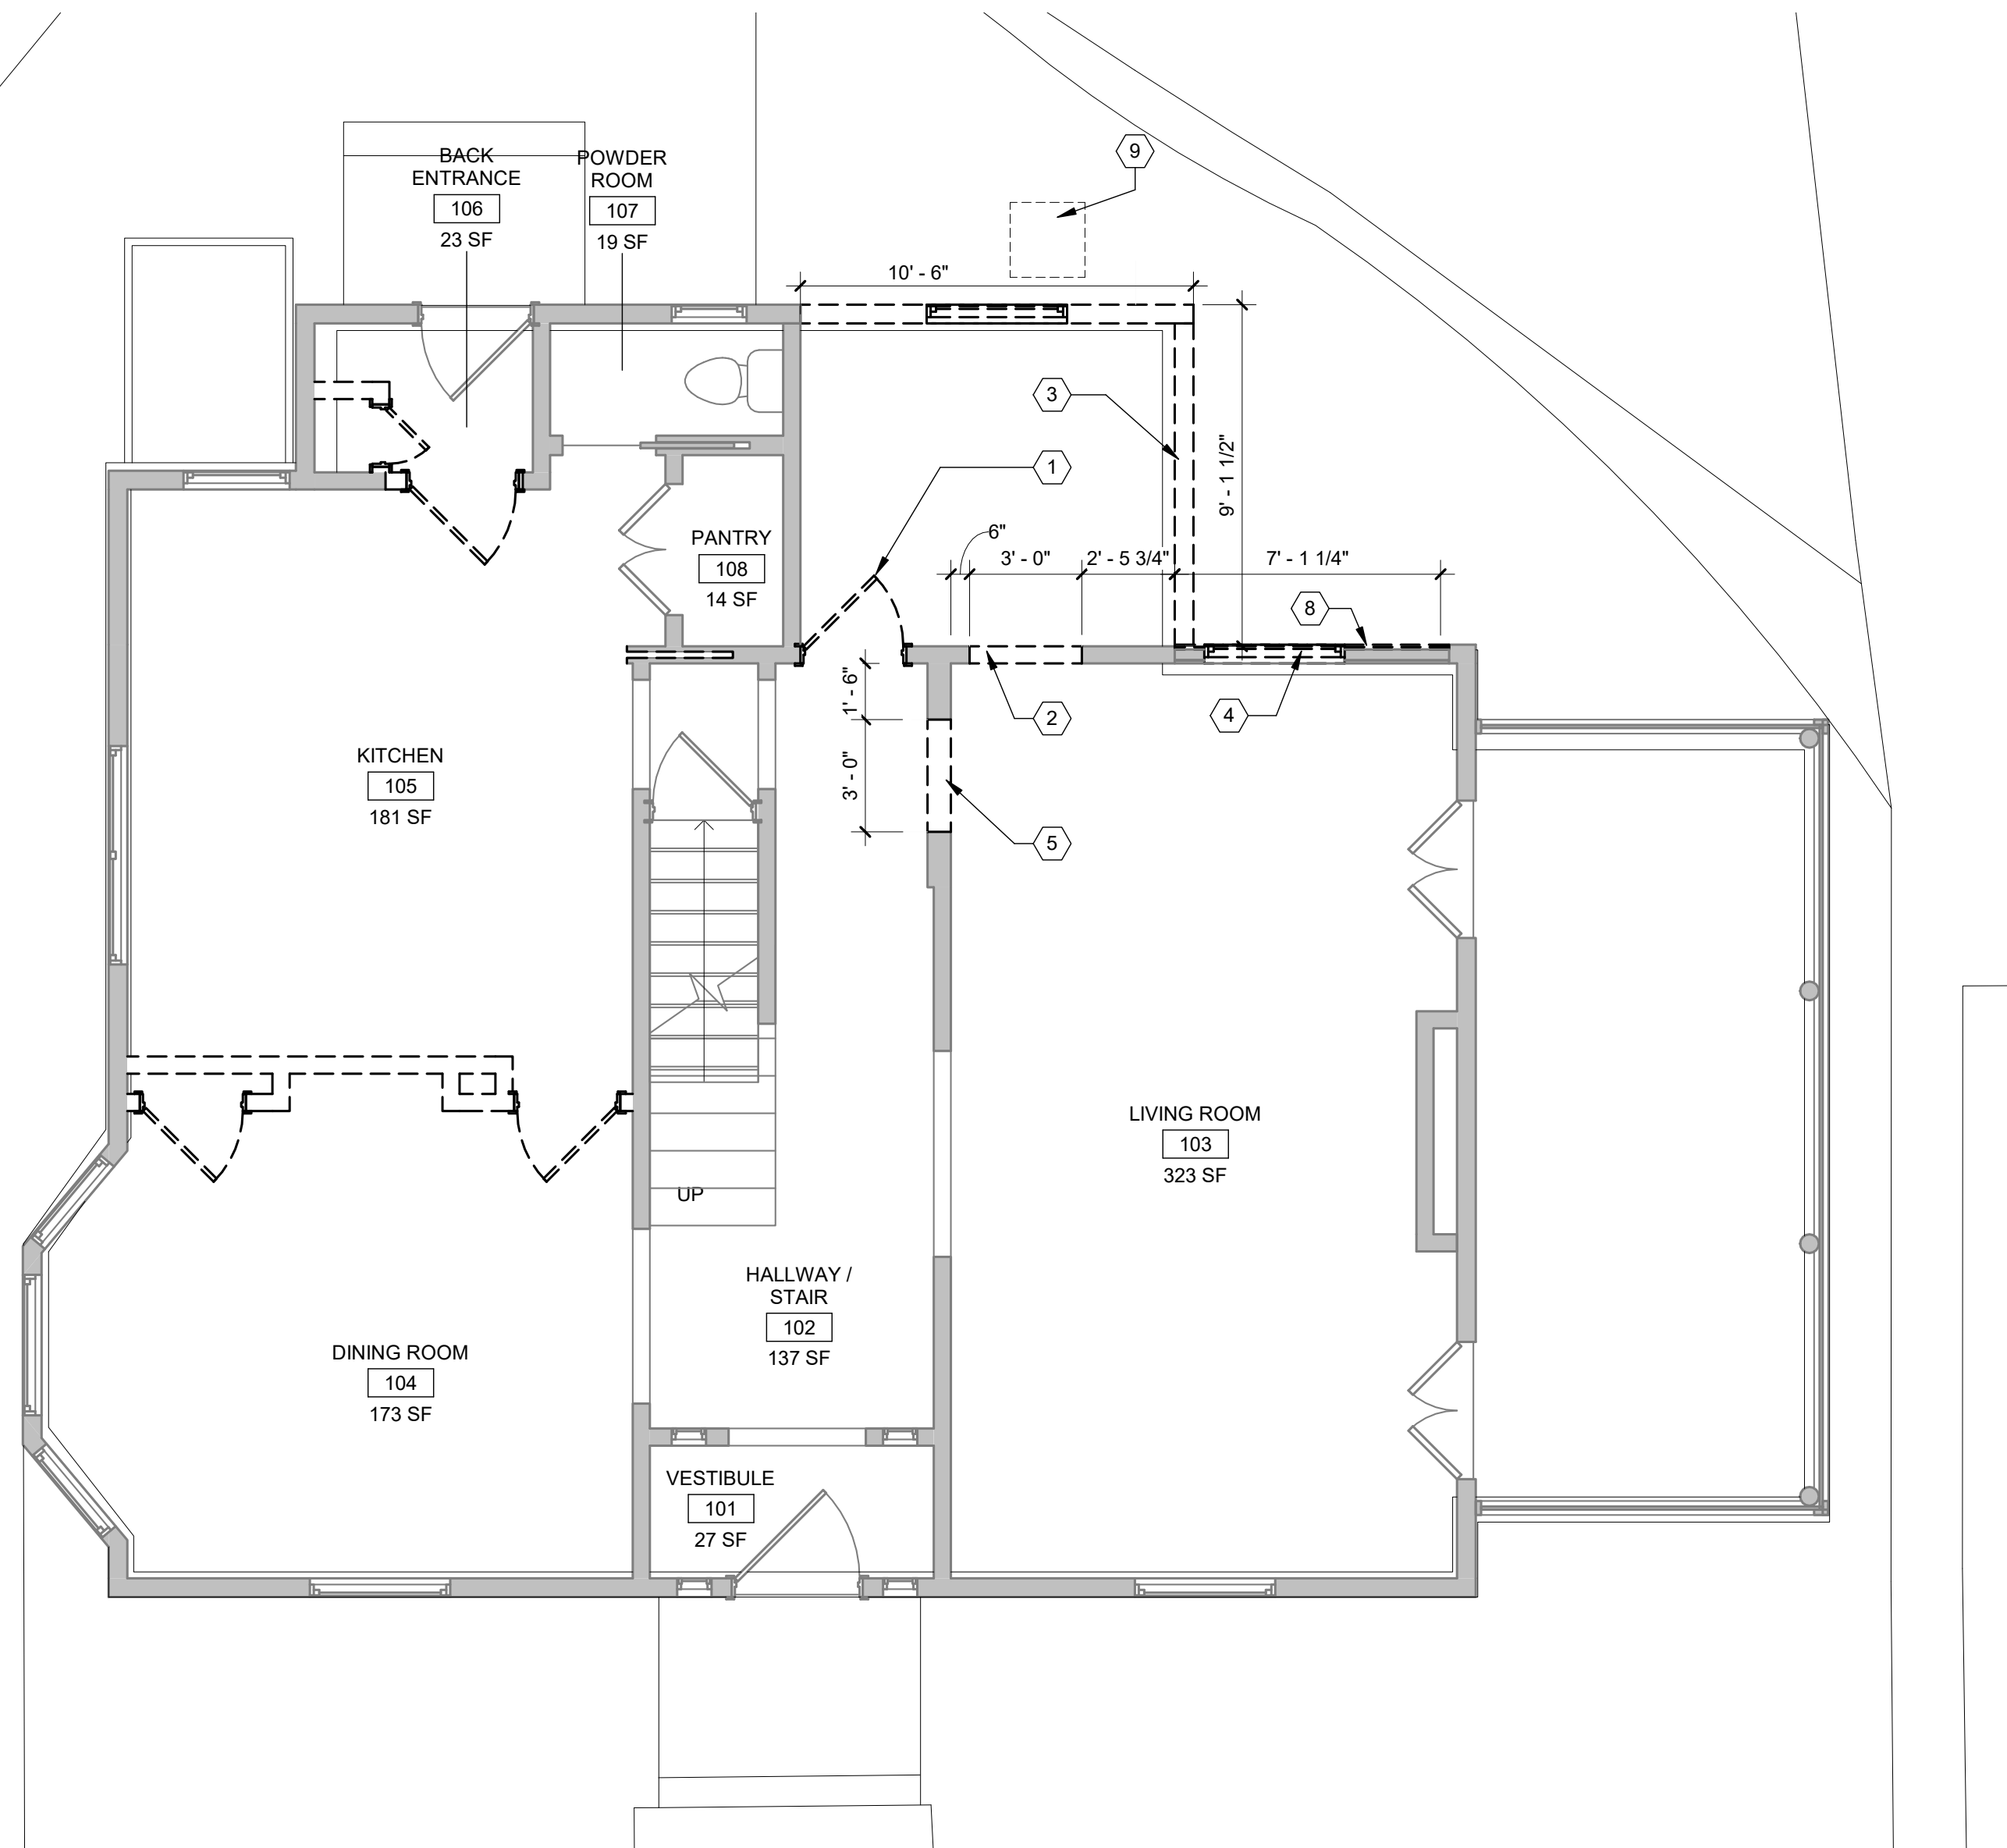 BACK
ENTRANCE
106
23 SF
POWDER
ROOM
107
19 SF
9
10' - 6"
3
9' - 1 1/2"
1
6"
3' - 0"
2' - 5 3/4"
7' - 1 1/4"
PANTRY
108
14 SF
8
1' - 6"
2
4
3' - 0"
5
KITCHEN
105
181 SF
LIVING ROOM
103
323 SF
UP
HALLWAY /
STAIR
102
137 SF
DINING ROOM
104
173 SF
VESTIBULE
101
27 SF